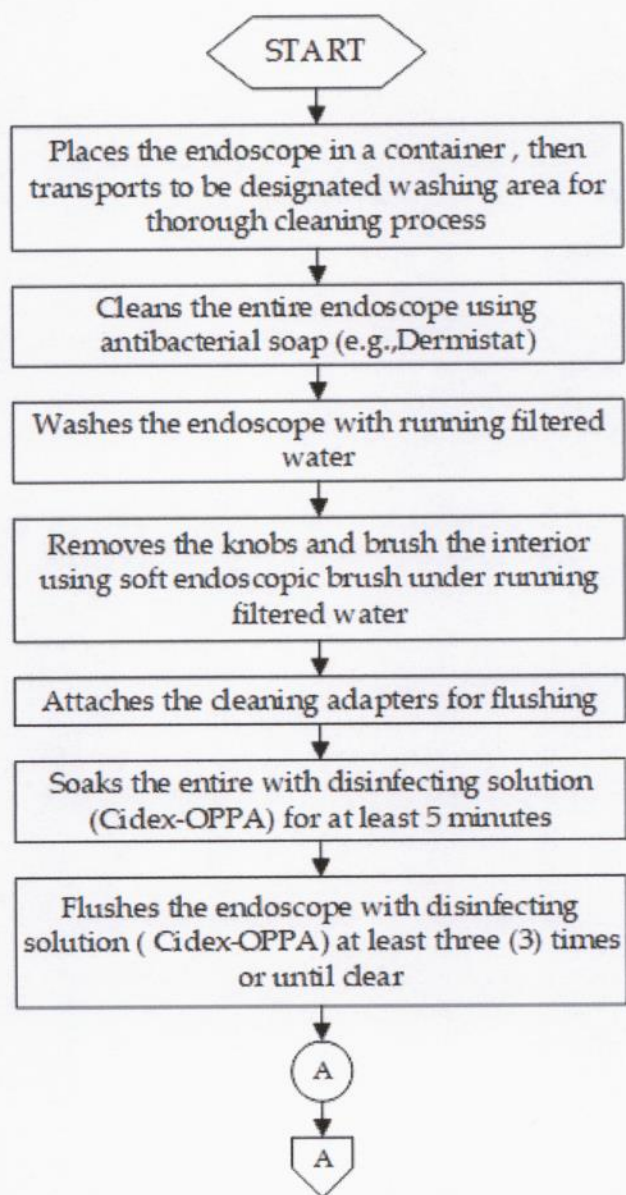 START
Places the endoscope in a container , then
transports to be designated washing area for
thorough cleaning process
Cleans the entire endoscope using
antibacterial soap (e.g.,Dermistat)
Washes the endoscope with running filtered
water
Removes the knobs and brush the interior
using soft endoscopic brush under running
filtered water
Attaches the cleaning adapters for flushing
Soaks the entire with disinfecting solution
(Cidex-OPPA) for at least 5 minutes
Flushes the endoscope with disinfecting
solution ( Cidex-OPPA) at least three (3) times
or until clear
A
A